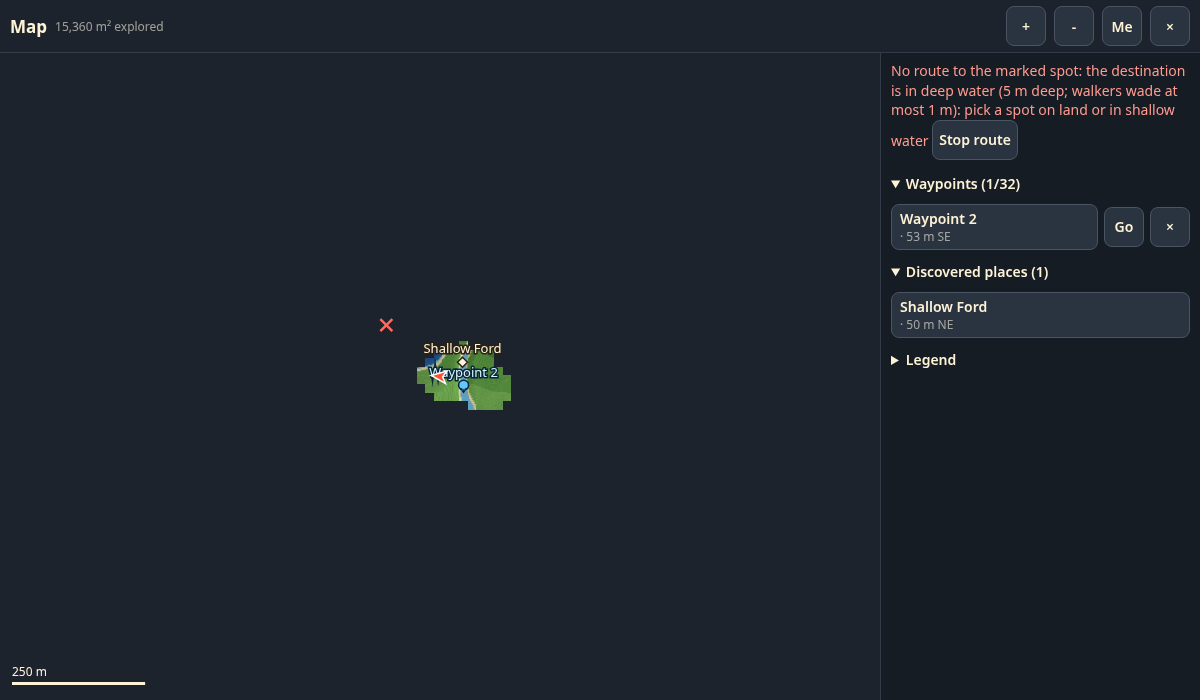 Map 15,360 m² explored
+ - Me ×
No route to the marked spot: the destination
is in deep water (5 m deep; walkers wade at
most 1 m): pick a spot on land or in shallow
water Stop route
▼ Waypoints (1/32)
Waypoint 2
· 53 m SE
Go ×
▼ Discovered places (1)
Shallow Ford
· 50 m NE
▶ Legend
Shallow Ford
Waypoint 2
250 m